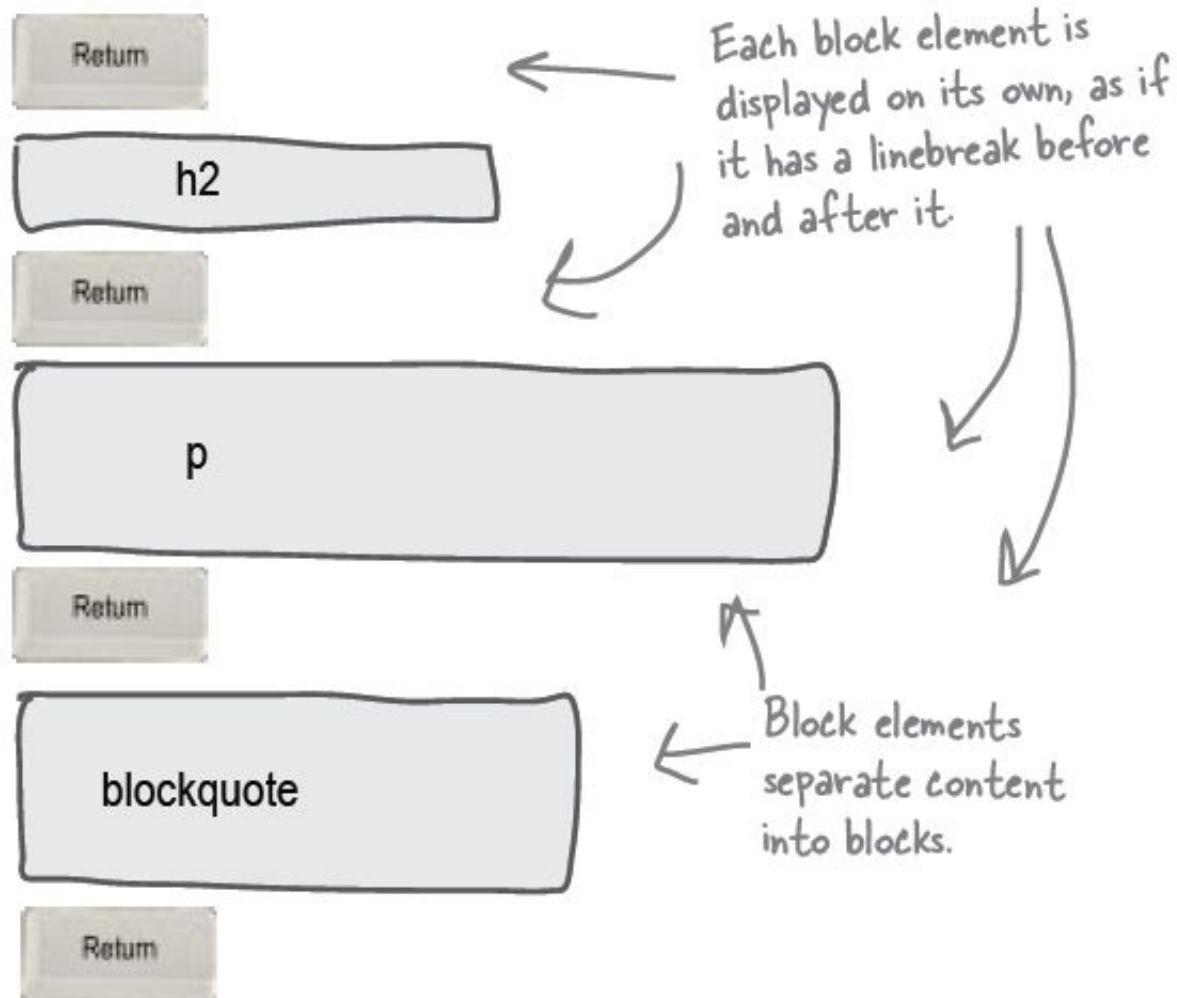 Return
Each block element is
displayed on its own, as if
it has a linebreak before
and after it.
h2
Return
p
Return
Block elements
separate content
into blocks.
blockquote
Return